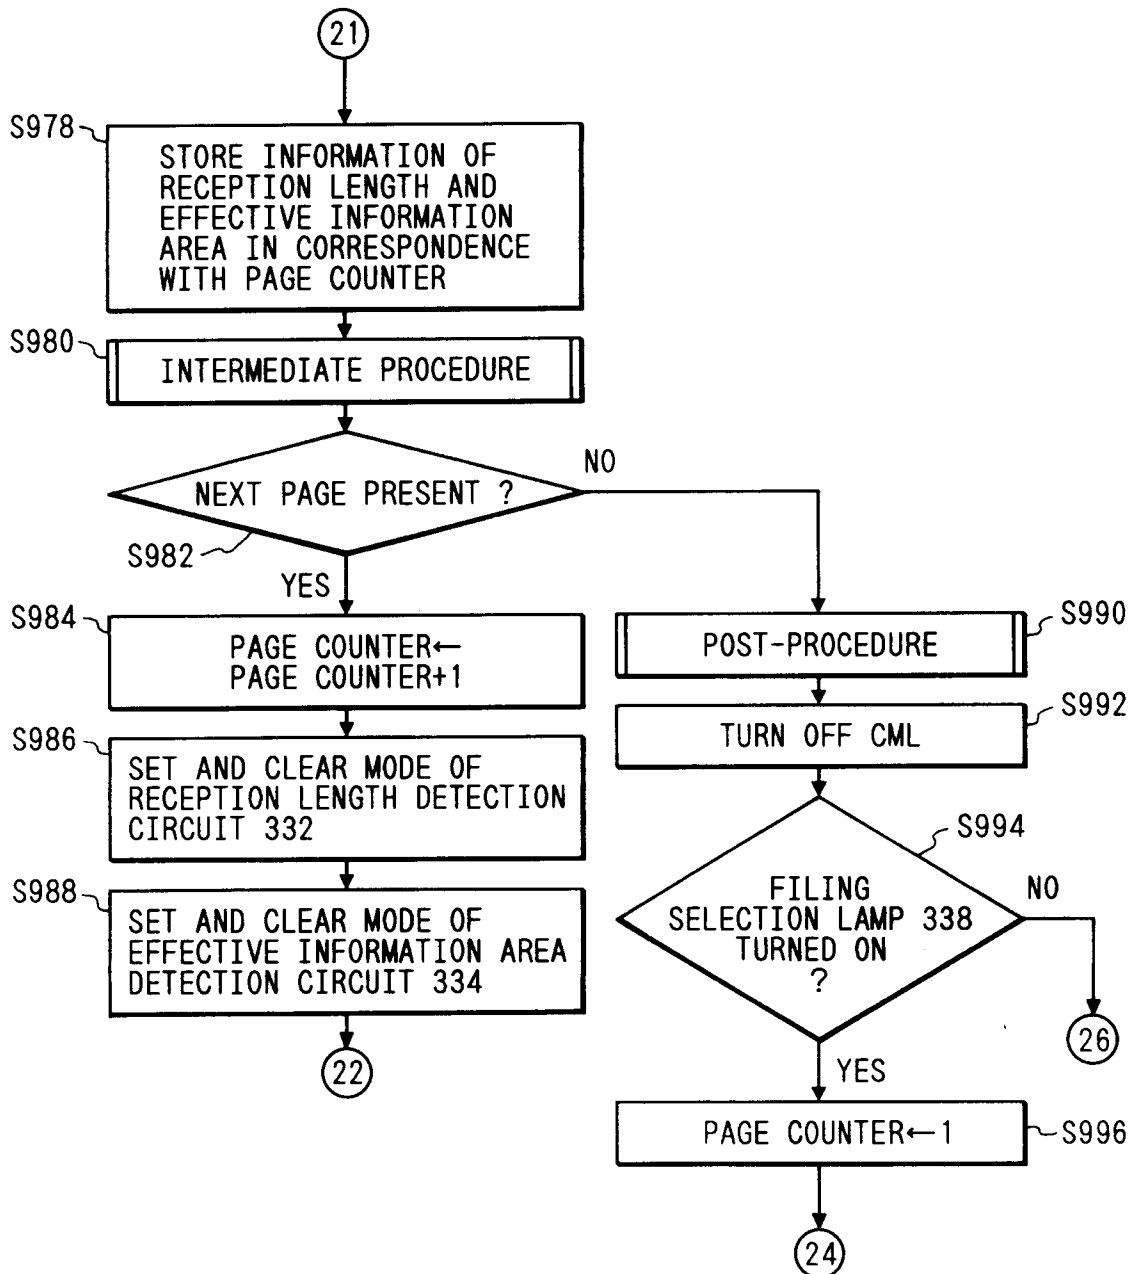 21
S978
STORE INFORMATION OF
RECEPTION LENGTH AND
EFFECTIVE INFORMATION
AREA IN CORRESPONDENCE
WITH PAGE COUNTER
S980
INTERMEDIATE PROCEDURE
NEXT PAGE PRESENT ?
NO
S982
YES
S984
PAGE COUNTER←
PAGE COUNTER+1
S986
SET AND CLEAR MODE OF
RECEPTION LENGTH DETECTION
CIRCUIT 332
S988
SET AND CLEAR MODE OF
EFFECTIVE INFORMATION AREA
DETECTION CIRCUIT 334
22
S990
POST-PROCEDURE
S992
TURN OFF CML
S994
FILING
SELECTION LAMP 338
TURNED ON
?
NO
26
YES
PAGE COUNTER←1
S996
24